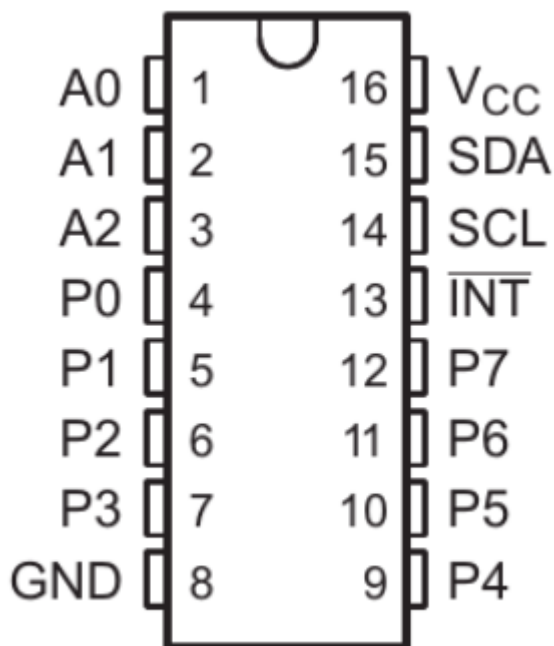 A0 1 16 VCC
A1 2 15 SDA
A2 3 14 SCL
P0 4 13 I̅N̅T̅
P1 5 12 P7
P2 6 11 P6
P3 7 10 P5
GND 8 9 P4